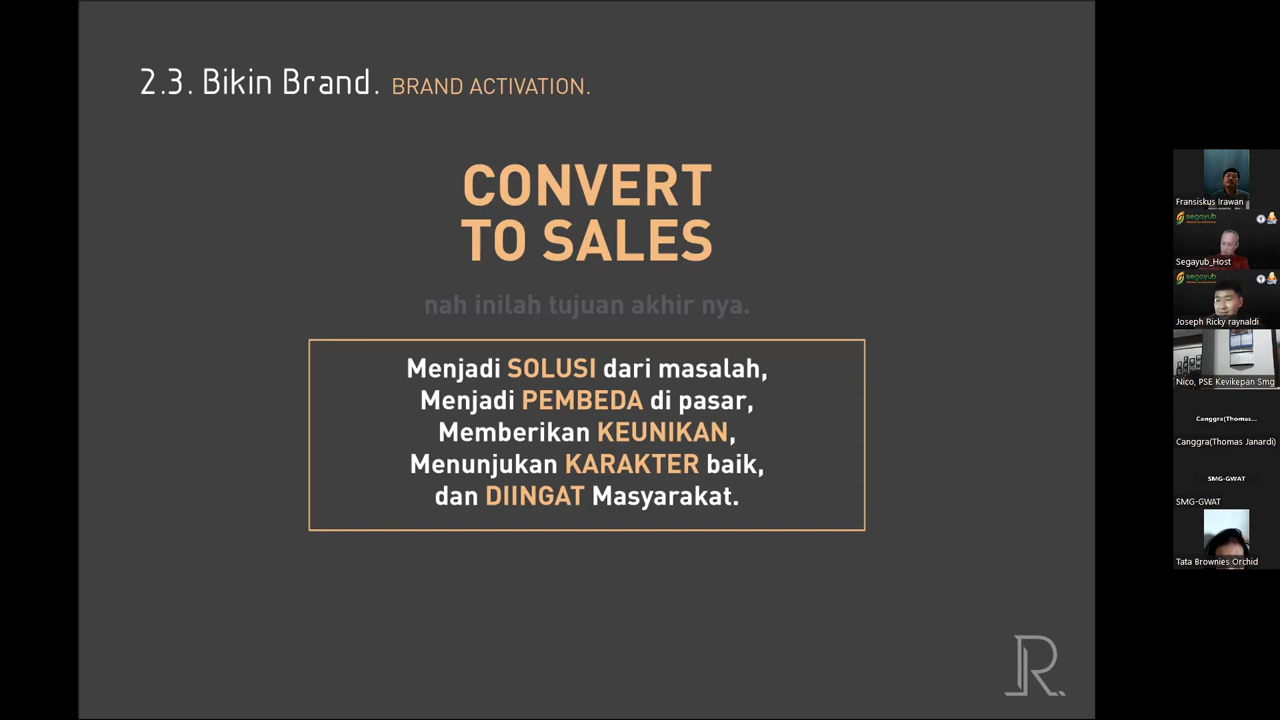 2.3. Bikin Brand. BRAND ACTIVATION.
CONVERT
TO SALES
nah inilah tujuan akhir nya.
Menjadi SOLUSI dari masalah,
Menjadi PEMBEDA di pasar,
Memberikan KEUNIKAN,
Menunjukan KARAKTER baik,
dan DIINGAT Masyarakat.
R.
Fransiskus Irawan
segayub
Segayub_Host
segayub
Joseph Ricky raynaldi
Nico, PSE Kevikepan Smg
Canggra(Thomas...
Canggra(Thomas Janardi)
SMG-GWAT
SMG-GWAT
Tata Brownies Orchid